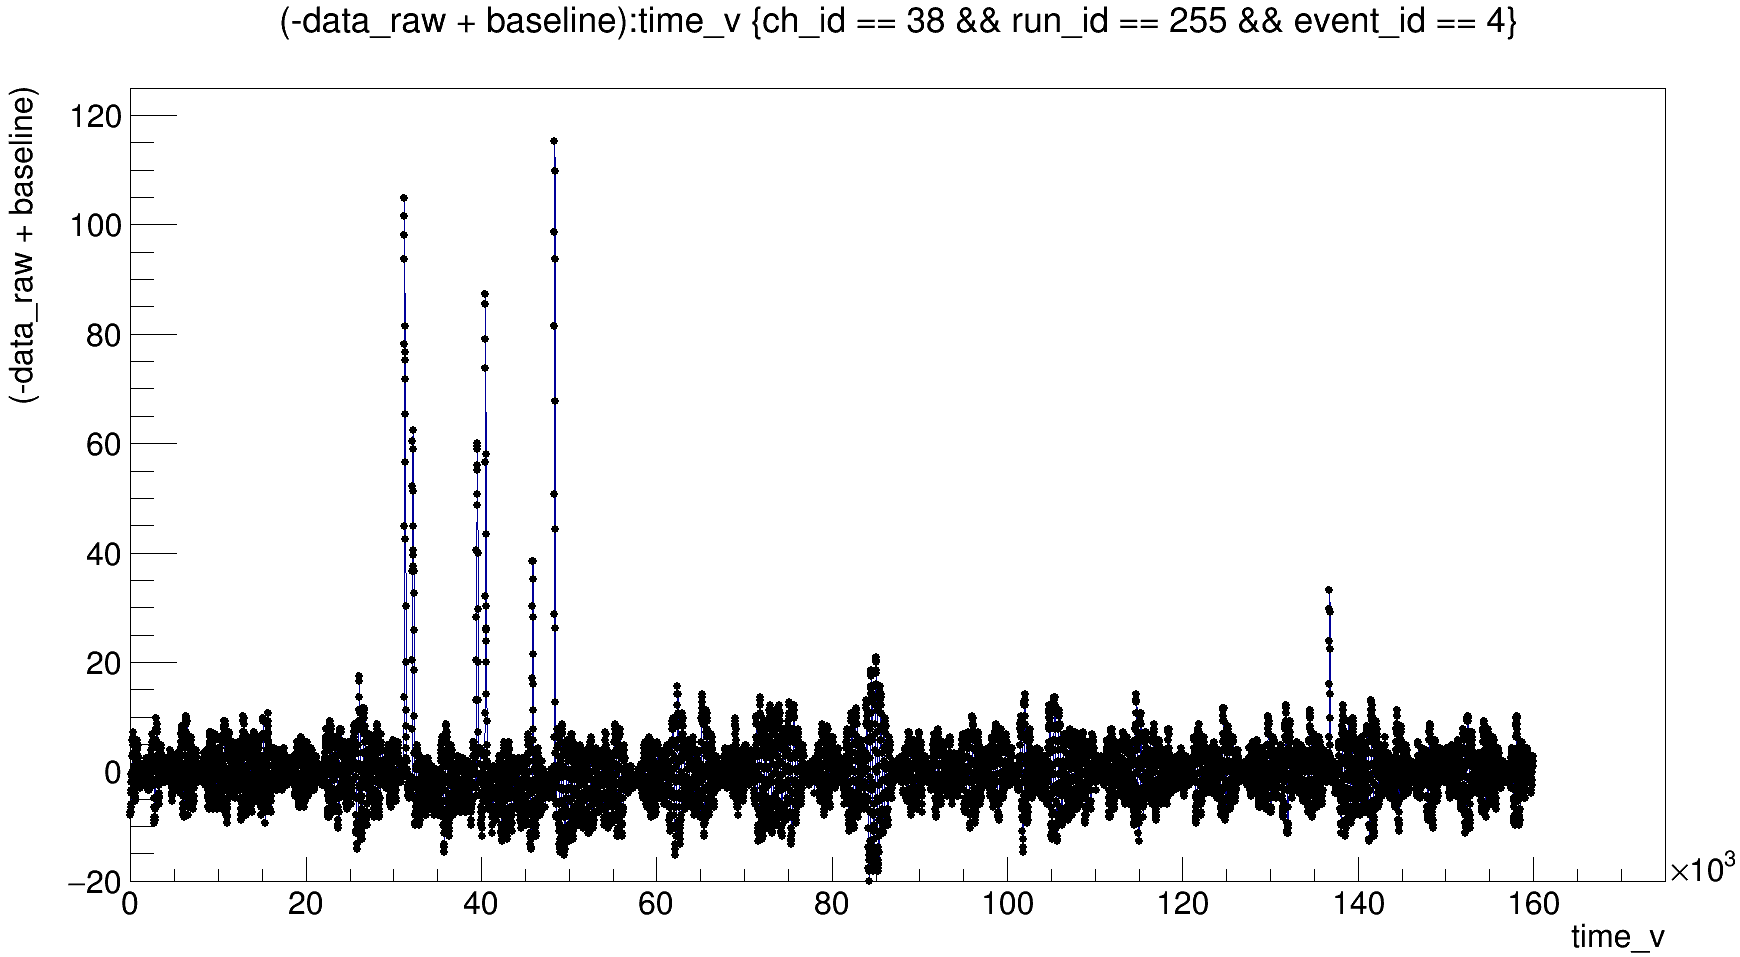 (-data_raw + baseline):time_v {ch_id == 38 && run_id == 255 && event_id == 4}
(-data_raw + baseline)
120
100
80
60
40
20
0
−20
0 20 40 60 80 100 120 140 160
×10³
time_v